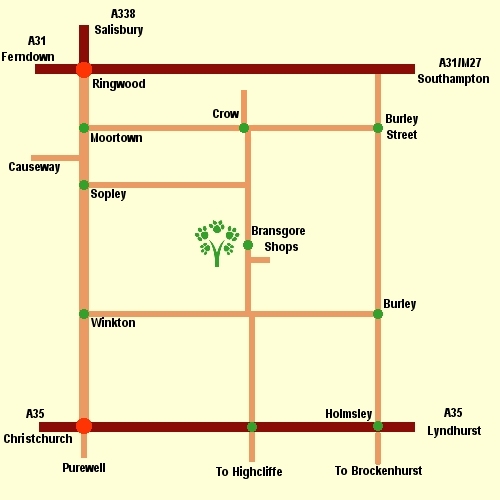 A338
Salisbury
A31
Ferndown
A31/M27
Southampton
Ringwood
Crow
Burley
Street
Moortown
Causeway
Sopley
Bransgore
Shops
Burley
Winkton
A35
Christchurch
Holmsley
A35
Lyndhurst
Purewell
To Highcliffe
To Brockenhurst